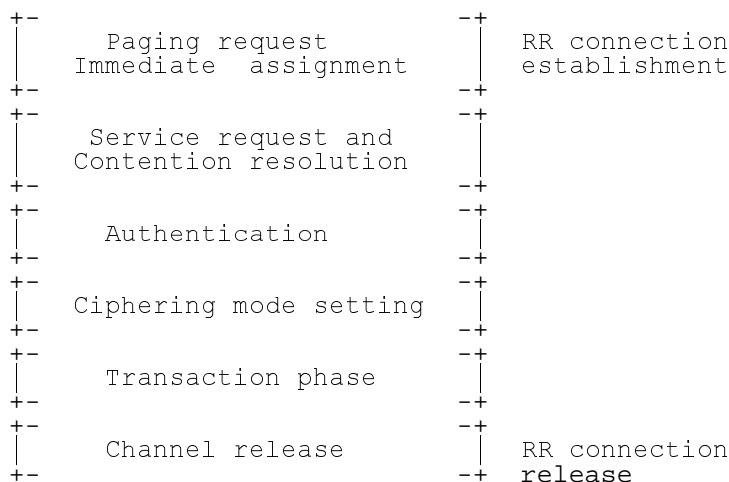 +- -+
| Paging request | RR connection
| Immediate assignment | establishment
+- -+
+- -+
| Service request and |
| Contention resolution |
+- -+
+- -+
| Authentication |
+- -+
+- -+
| Ciphering mode setting |
+- -+
+- -+
| Transaction phase |
+- -+
+- -+
| Channel release | RR connection
+- -+ release